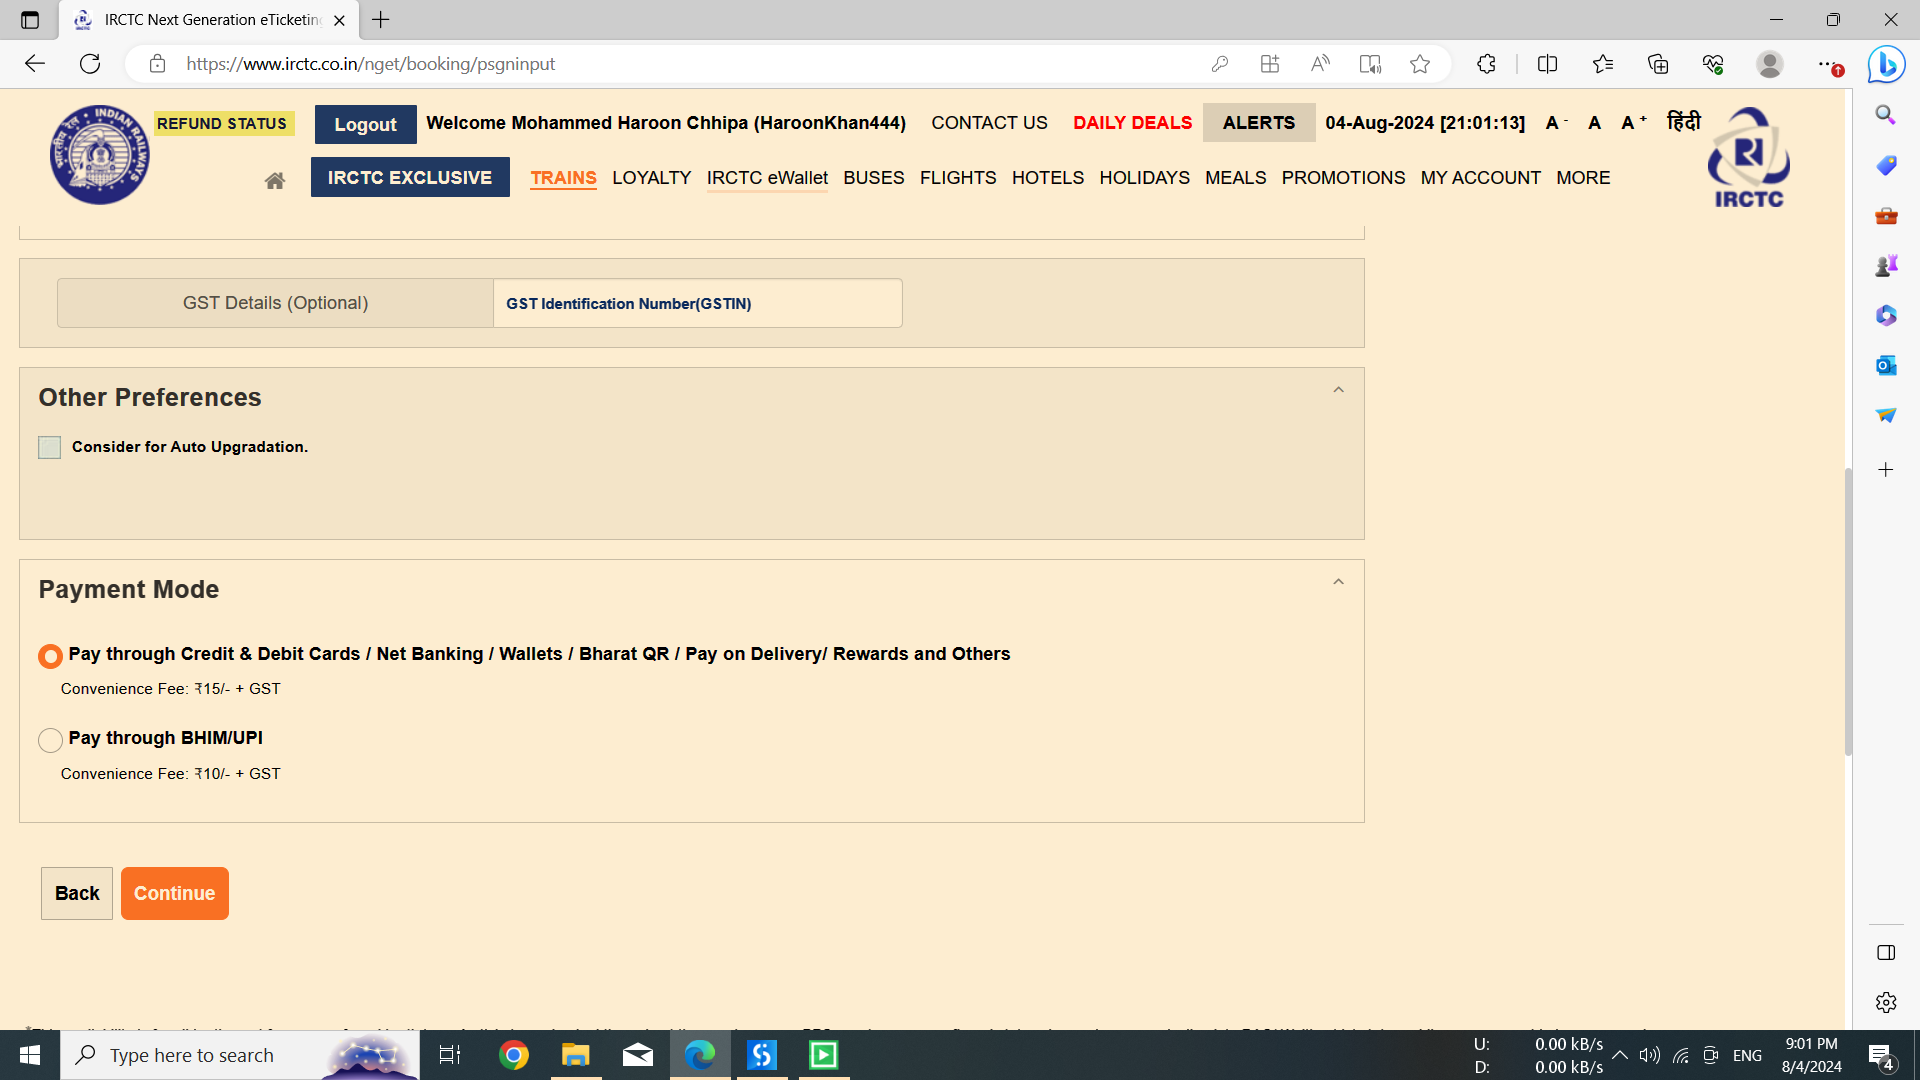 IRCTC Next Generation eTicketin
https://www.irctc.co.in/nget/booking/psgninput
REFUND STATUS
Logout
Welcome Mohammed Haroon Chhipa (HaroonKhan444)
CONTACT US
DAILY DEALS
ALERTS
04-Aug-2024 [21:01:13]
A -
A
A +
हिंदी
INDIAN RAILWAYS
भारतीय रेल
IRCTC EXCLUSIVE
TRAINS
LOYALTY
IRCTC eWallet
BUSES
FLIGHTS
HOTELS
HOLIDAYS
MEALS
PROMOTIONS
MY ACCOUNT
MORE
IRCTC
GST Details (Optional)
GST Identification Number(GSTIN)
Other Preferences
Consider for Auto Upgradation.
Payment Mode
Pay through Credit & Debit Cards / Net Banking / Wallets / Bharat QR / Pay on Delivery/ Rewards and Others
Convenience Fee: ₹15/- + GST
Pay through BHIM/UPI
Convenience Fee: ₹10/- + GST
Back
Continue
Type here to search
U: 0.00 kB/s
D: 0.00 kB/s
ENG
9:01 PM
8/4/2024
4